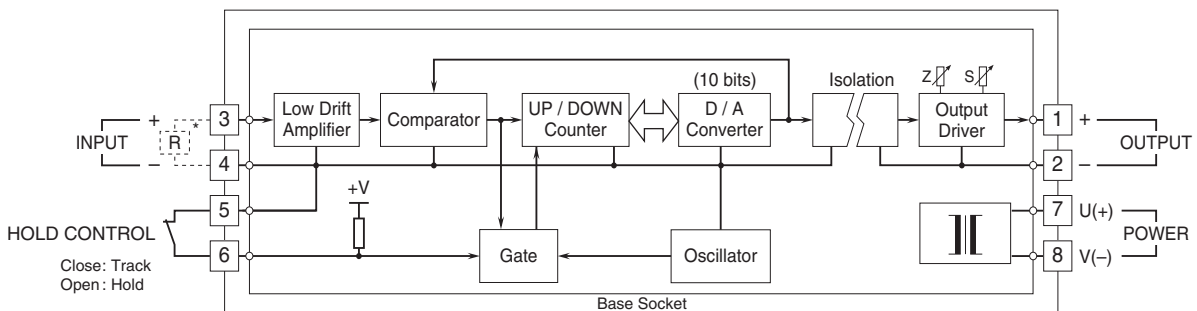 (10 bits)
Isolation
Z
S
Low Drift
Amplifier
Comparator
UP / DOWN
Counter
D / A
Converter
Output
Driver
INPUT
+
–
R
*
3
4
1
2
+
–
OUTPUT
HOLD CONTROL
Close : Track
Open : Hold
5
6
+V
Gate
Oscillator
7
8
U(+)
V(–)
POWER
Base Socket